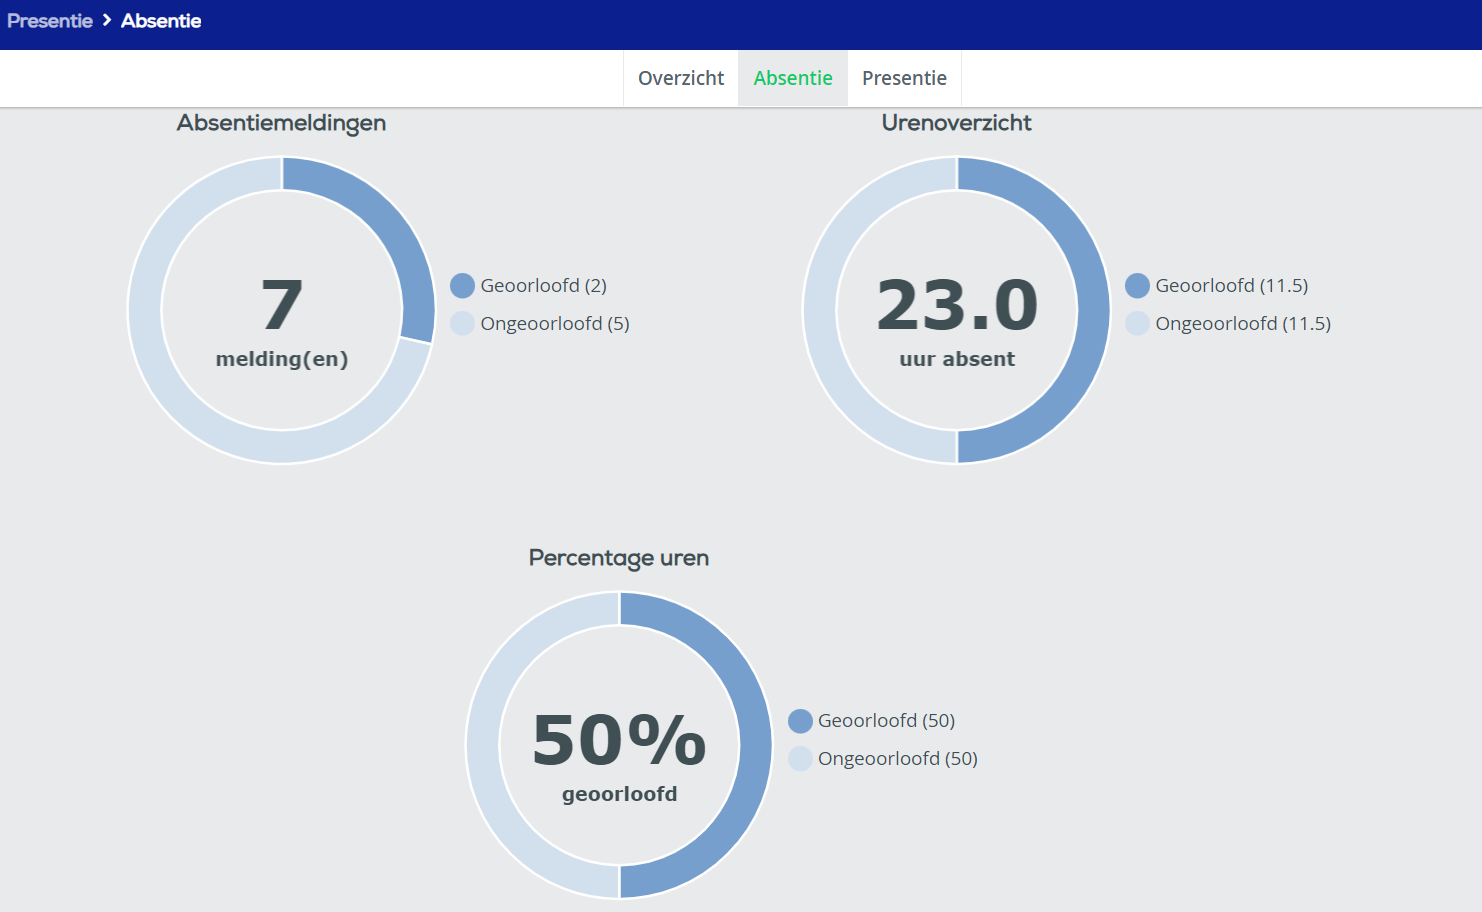 Presentie > Absentie
Overzicht Absentie Presentie
Absentiemeldingen
7
melding(en)
Geoorloofd (2)
Ongeoorloofd (5)
Urenoverzicht
23.0
uur absent
Geoorloofd (11.5)
Ongeoorloofd (11.5)
Percentage uren
50%
geoorloofd
Geoorloofd (50)
Ongeoorloofd (50)